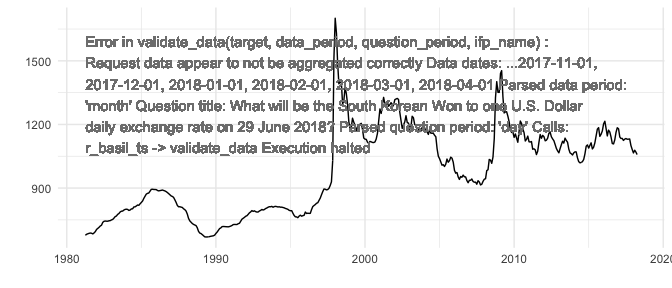 Error in validate_data(target, data_period, question_period, ifp_name) :
Request data appear to not be aggregated correctly Data dates: ...2017-11-01,
2017-12-01, 2018-01-01, 2018-02-01, 2018-03-01, 2018-04-01 Parsed data period:
'month' Question title: What will be the South Korean Won to one U.S. Dollar
daily exchange rate on 29 June 2018? Parsed question period: 'day' Calls:
r_basil_ts -> validate_data Execution halted
1500
1200
900
1980 1990 2000 2010 2020